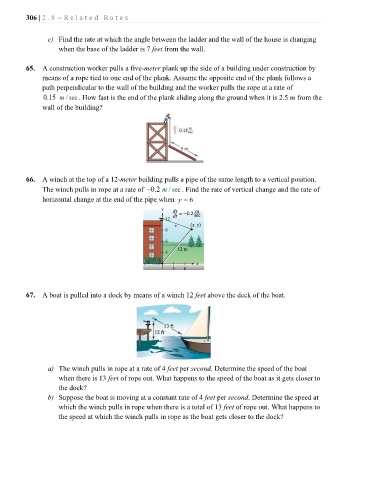 306 | 2 . 8 – R e l a t e d  R a t e s
c) Find the rate at which the angle between the ladder and the wall of the house is changing
when the base of the ladder is 7 feet from the wall.
65. A construction worker pulls a five-meter plank up the side of a building under construction by
means of a rope tied to one end of the plank. Assume the opposite end of the plank follows a
path perpendicular to the wall of the building and the worker pulls the rope at a rate of
0.15 m / sec. How fast is the end of the plank sliding along the ground when it is 2.5 m from the
wall of the building?
0.15 m/sec
5 m
66. A winch at the top of a 12-meter building pulls a pipe of the same length to a vertical position.
The winch pulls in rope at a rate of −0.2 m / sec. Find the rate of vertical change and the rate of
horizontal change at the end of the pipe when y = 6
y
ds/dt = −0.2 m/sec
12
(x, y)
s
9
6
12 m
3
x
3 6
67. A boat is pulled into a dock by means of a winch 12 feet above the deck of the boat.
13 ft
12 ft
a) The winch pulls in rope at a rate of 4 feet per second. Determine the speed of the boat
when there is 13 feet of rope out. What happens to the speed of the boat as it gets closer to
the dock?
b) Suppose the boat is moving at a constant rate of 4 feet per second. Determine the speed at
which the winch pulls in rope when there is a total of 13 feet of rope out. What happens to
the speed at which the winch pulls in rope as the boat gets closer to the dock?